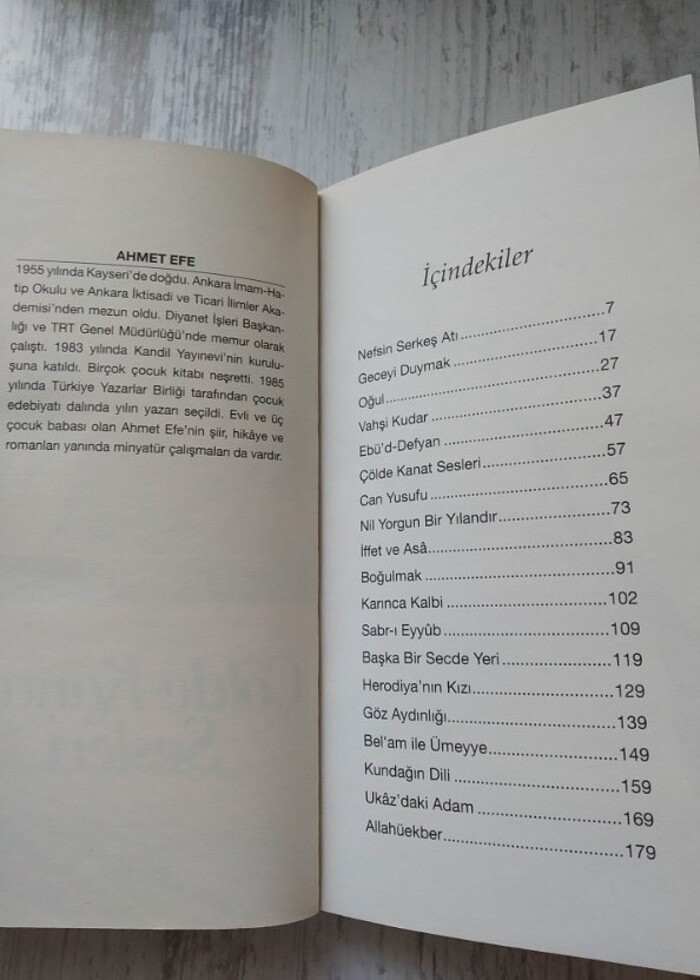 AHMET EFE
1955 yılında Kayseri'de doğdu. Ankara İmam-Ha-
tip Okulu ve Ankara İktisadi ve Ticari İlimler Aka-
demisi'nden mezun oldu. Diyanet İşleri Başkan-
lığı ve TRT Genel Müdürlüğü'nde memur olarak
çalıştı. 1983 yılında Kandil Yayınevi'nin kurulu-
şuna katıldı. Birçok çocuk kitabı neşretti. 1985
yılında Türkiye Yazarlar Birliği tarafından çocuk
edebiyatı dalında yılın yazarı seçildi. Evli ve üç
çocuk babası olan Ahmet Efe'nin şiir, hikâye ve
romanları yanında minyatür çalışmaları da vardır.
İçindekiler
Nefsin Serkeş Atı...................................7
Geceyi Duymak ...................................17
Oğul...................................27
Vahşi Kudar ...................................37
Ebü'd-Defyan ...................................47
Çölde Kanat Sesleri...................................57
Can Yusufu...................................65
Nil Yorgun Bir Yılandır...................................73
İffet ve Asâ...................................83
Boğulmak ...................................91
Karınca Kalbi ...................................102
Sabr-ı Eyyûb...................................109
Başka Bir Secde Yeri...................................119
Herodiya'nın Kızı...................................129
Göz Aydınlığı...................................139
Bel'am ile Ümeyye...................................149
Kundağın Dili ...................................159
Ukâz'daki Adam ...................................169
Allahüekber...................................179